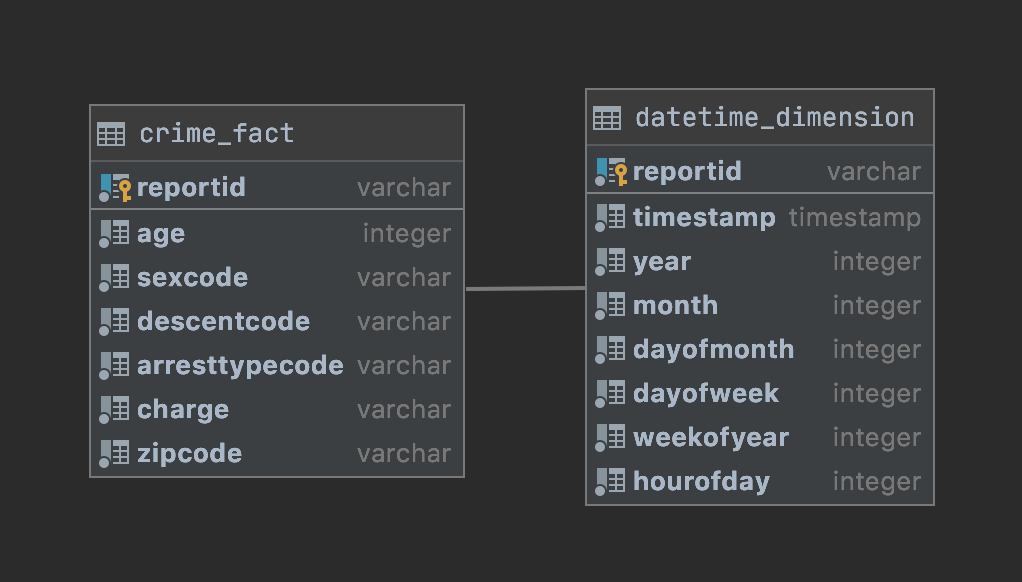 crime_fact
reportid varchar
age integer
sexcode varchar
descentcode varchar
arresttypecode varchar
charge varchar
zipcode varchar
datetime_dimension
reportid varchar
timestamp timestamp
year integer
month integer
dayofmonth integer
dayofweek integer
weekofyear integer
hourofday integer